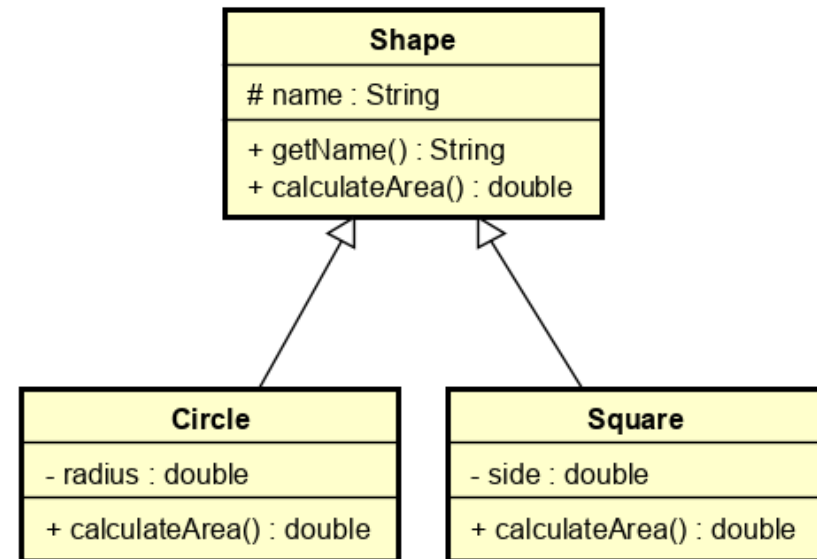 Shape
# name : String
+ getName() : String
+ calculateArea() : double
Circle
- radius : double
+ calculateArea() : double
Square
- side : double
+ calculateArea() : double